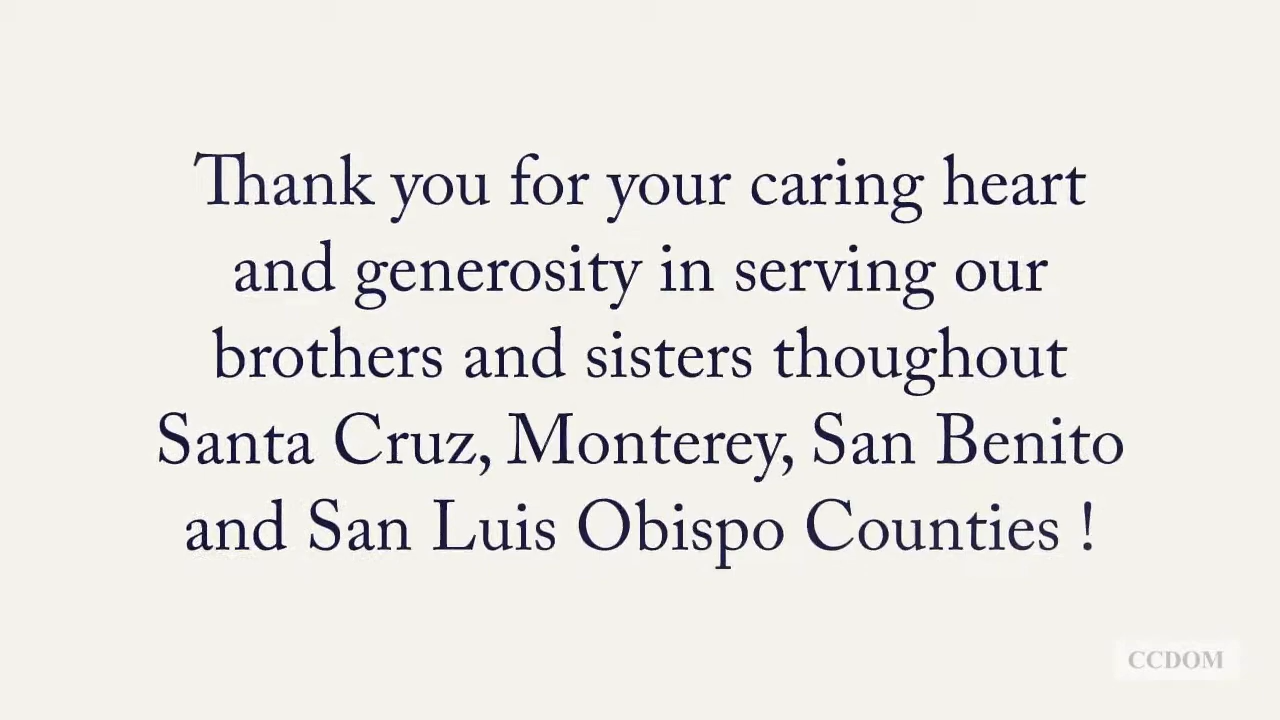 Thank you for your caring heart
and generosity in serving our
brothers and sisters thoughout
Santa Cruz, Monterey, San Benito
and San Luis Obispo Counties !
CCDOM